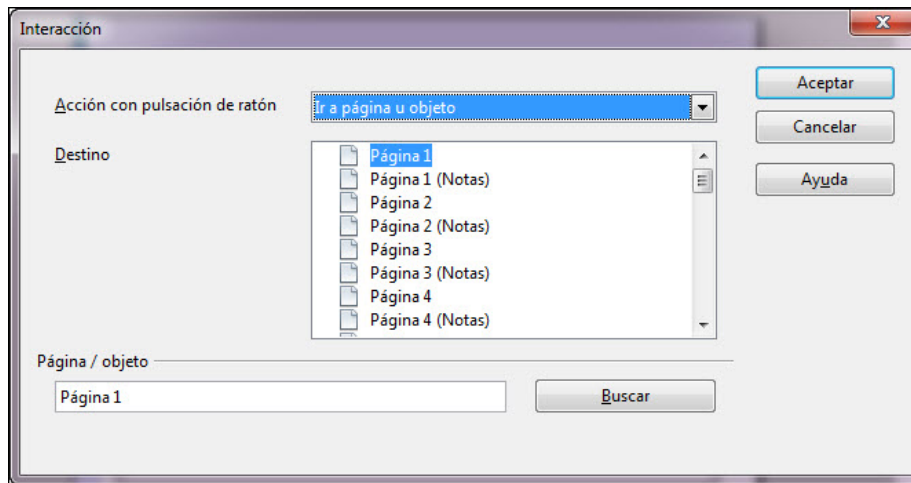 Interacción
Acción con pulsación de ratón
Ir a página u objeto
Aceptar
Cancelar
Ayuda
Destino
Página 1
Página 1 (Notas)
Página 2
Página 2 (Notas)
Página 3
Página 3 (Notas)
Página 4
Página 4 (Notas)
Página / objeto
Página 1
Buscar